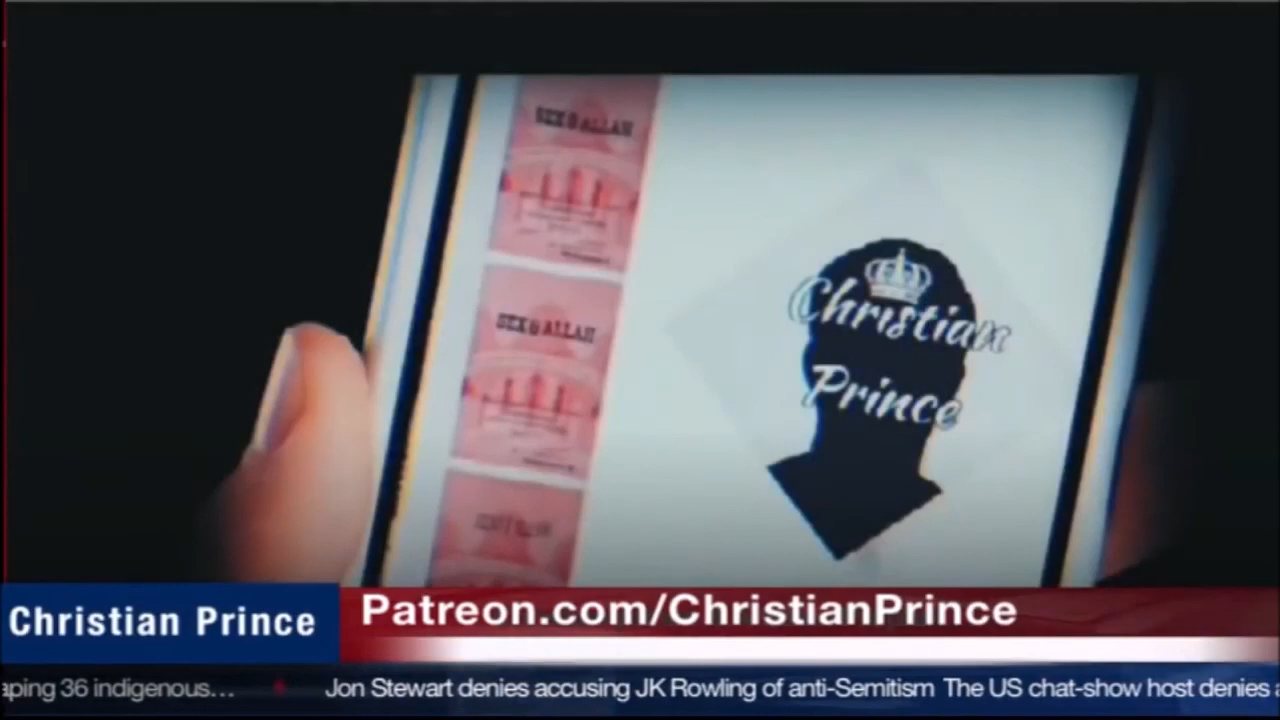 SEX & ALLAH
SEX & ALLAH
Christian
Prince
Christian Prince
Patreon.com/ChristianPrince
aping 36 indigenous... Jon Stewart denies accusing JK Rowling of anti-Semitism The US chat-show host denies a